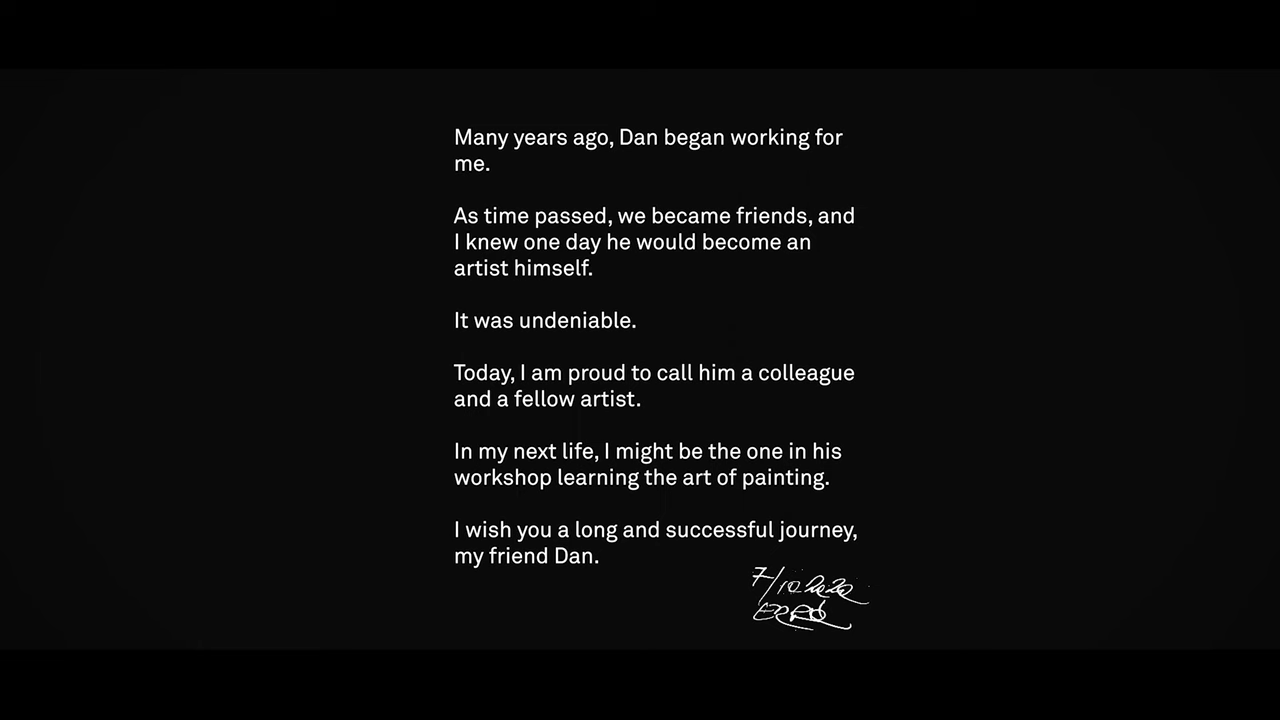 Many years ago, Dan began working for
me.
As time passed, we became friends, and
I knew one day he would become an
artist himself.
It was undeniable.
Today, I am proud to call him a colleague
and a fellow artist.
In my next life, I might be the one in his
workshop learning the art of painting.
I wish you a long and successful journey,
my friend Dan.
7/10 2020